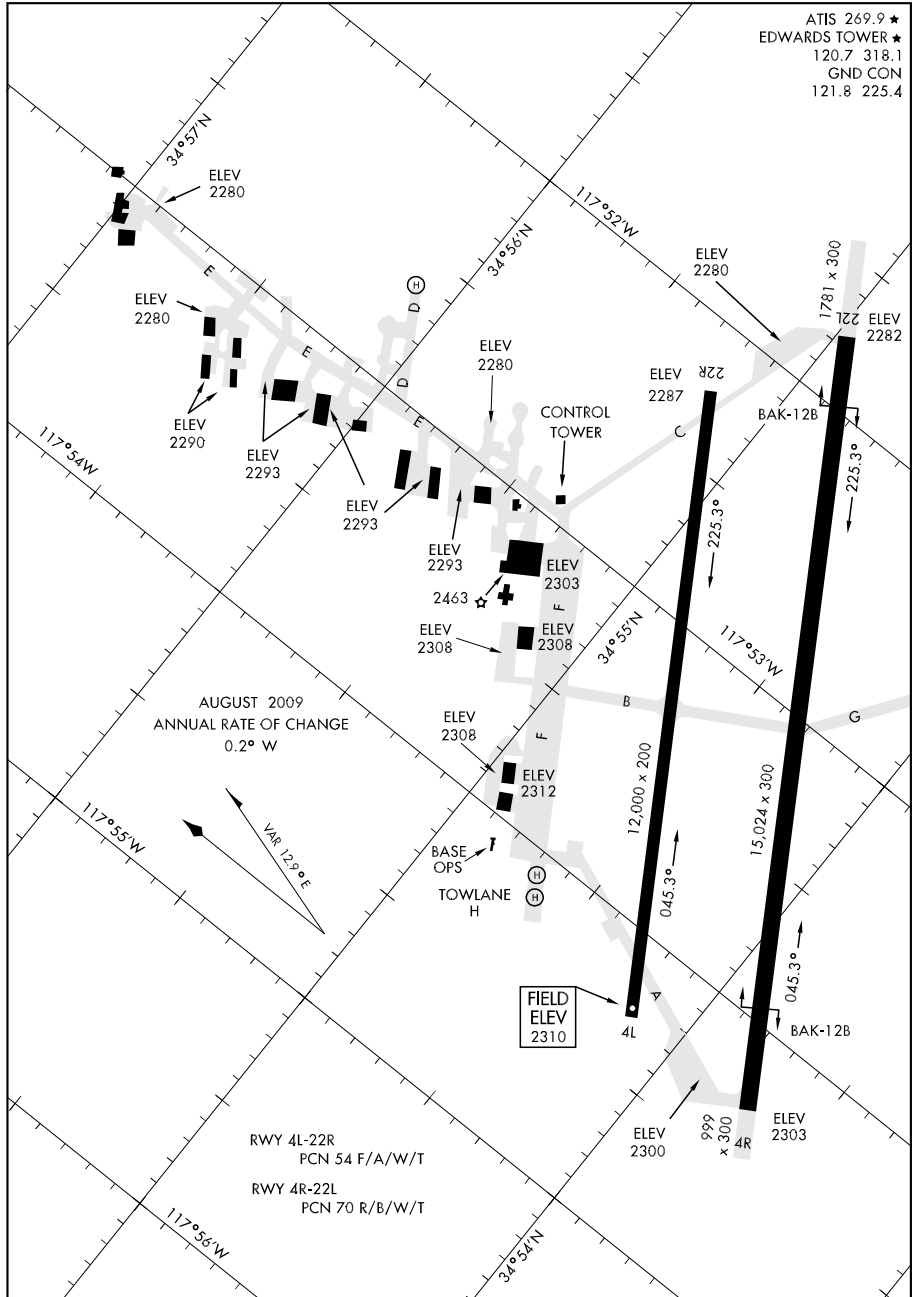 ATIS 269.9 ★
EDWARDS TOWER ★
120.7 318.1
GND CON
121.8 225.4
34°57'N
ELEV
2280
117°52'W
34°56'N
ELEV
2280
1781 x 300
22L
ELEV
2282
E
H
D
D
ELEV
2280
E
ELEV
2280
22R
ELEV
2287
BAK-12B
CONTROL
TOWER
ELEV
2290
117°54'W
ELEV
2293
E
C
225.3°
225.3°
ELEV
2293
ELEV
2293
ELEV
2303
2463
F
34°55'N
ELEV
2308
ELEV
2308
117°53'W
AUGUST 2009
ANNUAL RATE OF CHANGE
0.2° W
B
G
F
ELEV
2308
ELEV
2312
12,000 x 200
15,024 x 300
117°55'W
VAR 12.9° E
BASE
OPS
TOWLANE
H
H
H
045.3°
045.3°
A
FIELD
ELEV
2310
4L
BAK-12B
ELEV
2300
999
x 300
4R
ELEV
2303
RWY 4L-22R
PCN 54 F/A/W/T
RWY 4R-22L
PCN 70 R/B/W/T
117°56'W
34°54'N